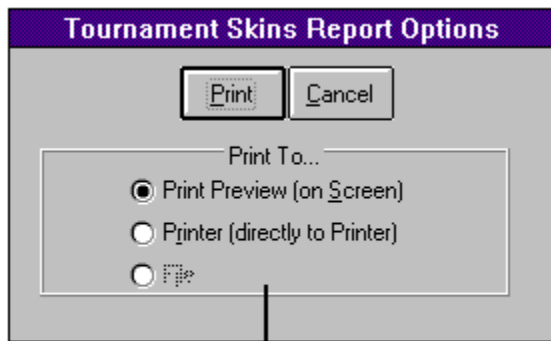 Tournament Skins Report Options
Print Cancel
Print To...
Print Preview (on Screen)
Printer (directly to Printer)
File